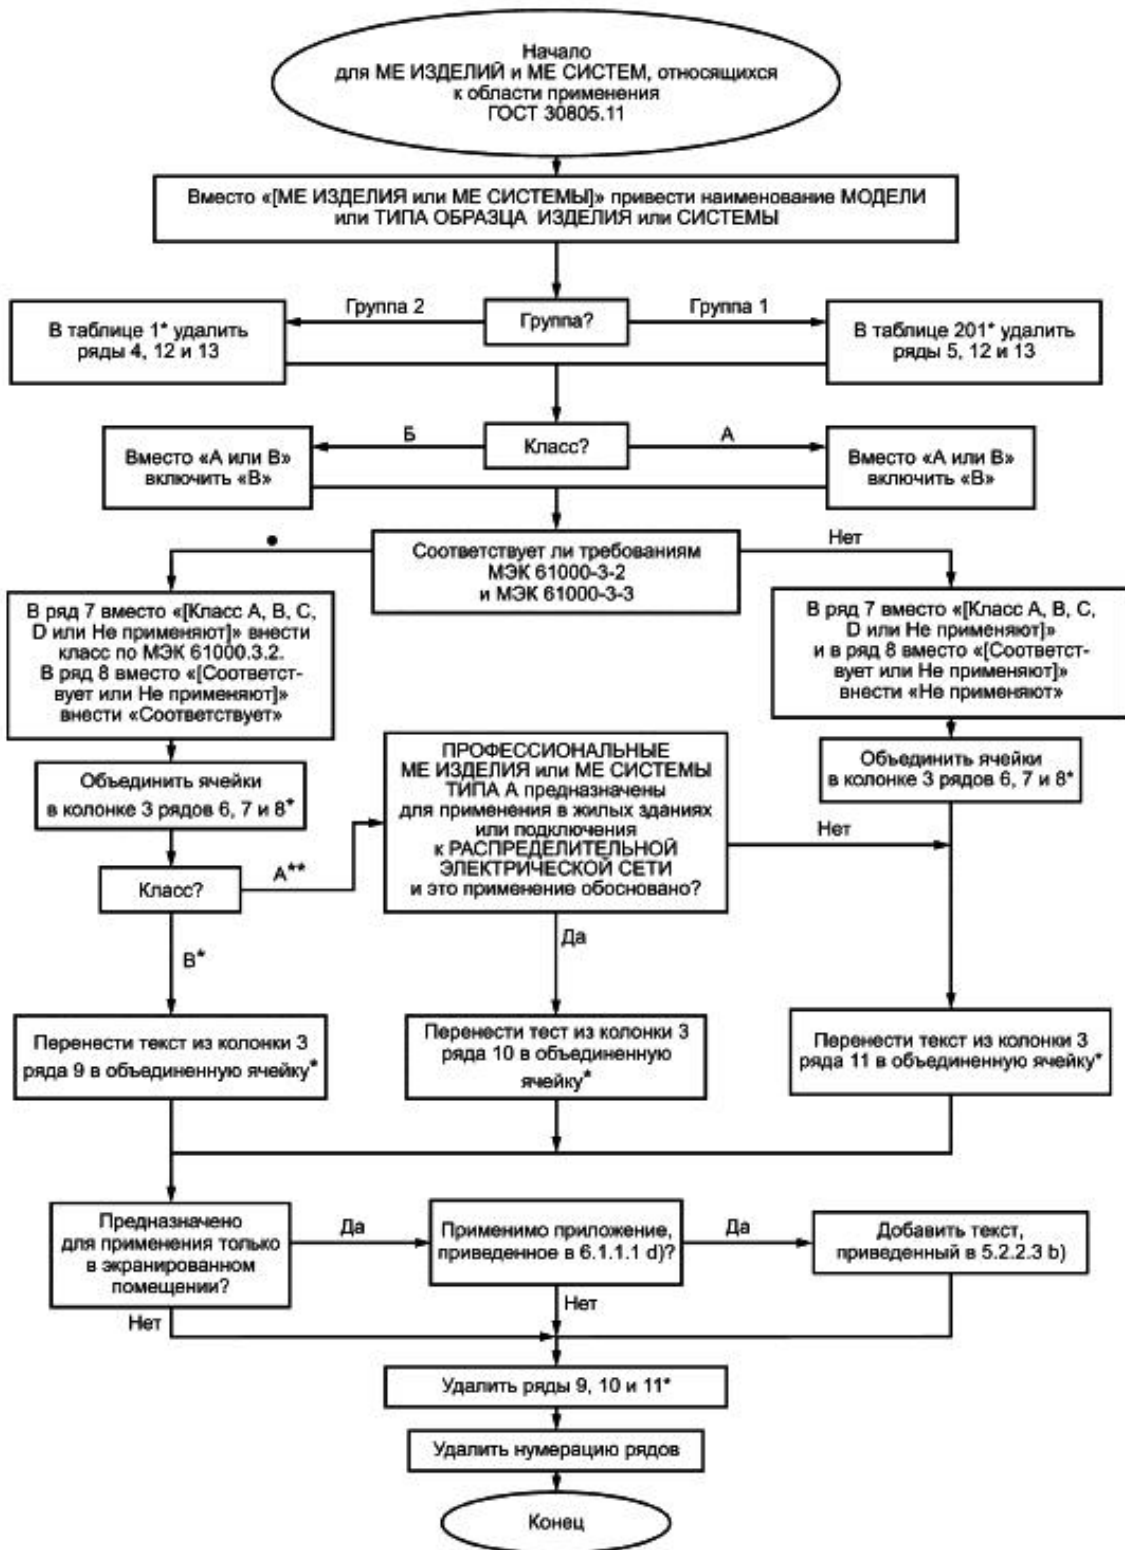 Начало
для МЕ ИЗДЕЛИЙ и МЕ СИСТЕМ, относящихся
к области применения
ГОСТ 30805.11
Вместо «[МЕ ИЗДЕЛИЯ или МЕ СИСТЕМЫ]» привести наименование МОДЕЛИ
или ТИПА ОБРАЗЦА ИЗДЕЛИЯ или СИСТЕМЫ
Группа 2
Группа?
Группа 1
В таблице 1* удалить
ряды 4, 12 и 13
В таблице 201* удалить
ряды 5, 12 и 13
Б
Класс?
А
Вместо «А или В»
включить «В»
Вместо «А или В»
включить «В»
Соответствует ли требованиям
МЭК 61000-3-2
и МЭК 61000-3-3
Нет
В ряд 7 вместо «[Класс А, В, С,
D или Не применяют]» внести
класс по МЭК 61000.3.2.
В ряд 8 вместо «[Соответст-
вует или Не применяют]»
внести «Соответствует»
В ряд 7 вместо «[Класс А, В, С,
D или Не применяют]»
и в ряд 8 вместо «[Соответст-
вует или Не применяют]»
внести «Не применяют»
Объединить ячейки
в колонке 3 рядов 6, 7 и 8*
ПРОФЕССИОНАЛЬНЫЕ
МЕ ИЗДЕЛИЯ или МЕ СИСТЕМЫ
ТИПА А предназначены
для применения в жилых зданиях
или подключения
к РАСПРЕДЕЛИТЕЛЬНОЙ
ЭЛЕКТРИЧЕСКОЙ СЕТИ
и это применение обосновано?
Объединить ячейки
в колонке 3 рядов 6, 7 и 8*
Нет
Класс?
А**
В*
Да
Перенести текст из колонки 3
ряда 9 в объединенную ячейку*
Перенести тест из колонки 3
ряда 10 в объединенную
ячейку*
Перенести текст из колонки 3
ряда 11 в объединенную ячейку*
Предназначено
для применения только
в экранированном
помещении?
Да
Применимо приложение,
приведенное в 6.1.1.1 d)?
Да
Добавить текст,
приведенный в 5.2.2.3 b)
Нет
Нет
Удалить ряды 9, 10 и 11*
Удалить нумерацию рядов
Конец